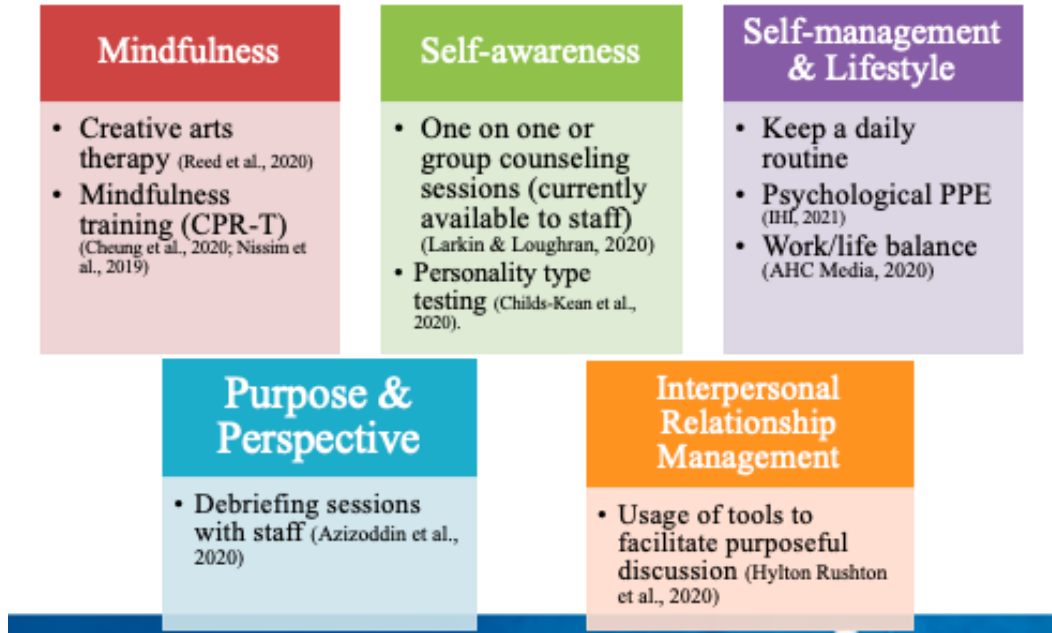 Mindfulness
• Creative arts
therapy (Reed et al., 2020)
• Mindfulness
training (CPR-T)
(Cheung et al., 2020; Nissim et
al., 2019)
Self-awareness
• One on one or
group counseling
sessions (currently
available to staff)
(Larkin & Loughran, 2020)
• Personality type
testing (Childs-Kean et al.,
2020).
Self-management
& Lifestyle
• Keep a daily
routine
• Psychological PPE
(IHI, 2021)
• Work/life balance
(AHC Media, 2020)
Purpose &
Perspective
• Debriefing sessions
with staff (Azizoddin et al.,
2020)
Interpersonal
Relationship
Management
• Usage of tools to
facilitate purposeful
discussion (Hylton Rushton
et al., 2020)